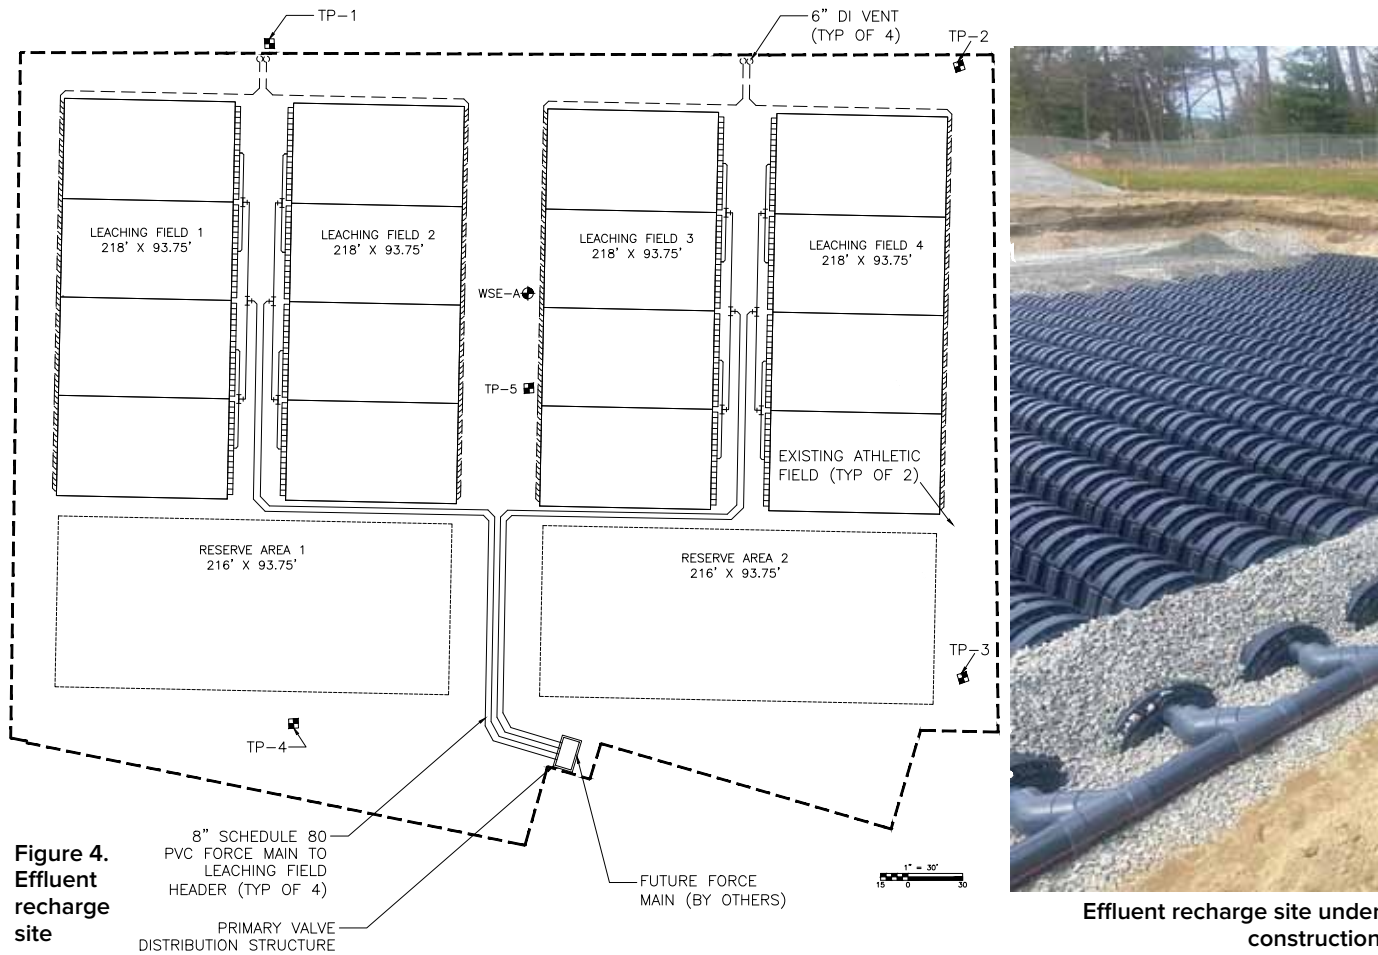 TP-1
6" DI VENT
(TYP OF 4)
TP-2
LEACHING FIELD 1
218' X 93.75'
LEACHING FIELD 2
218' X 93.75'
LEACHING FIELD 3
218' X 93.75'
LEACHING FIELD 4
218' X 93.75'
WSE-A
TP-5
EXISTING ATHLETIC
FIELD (TYP OF 2)
RESERVE AREA 1
216' X 93.75'
RESERVE AREA 2
216' X 93.75'
TP-3
TP-4
8" SCHEDULE 80
PVC FORCE MAIN TO
LEACHING FIELD
HEADER (TYP OF 4)
PRIMARY VALVE
DISTRIBUTION STRUCTURE
FUTURE FORCE
MAIN (BY OTHERS)
1" = 30'
15 0 30
Figure 4.
Effluent
recharge
site
Effluent recharge site under
construction